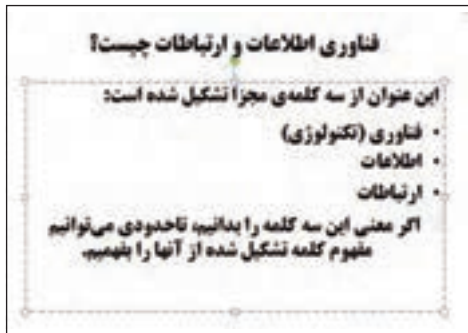 فناوری اطلاعات و ارتباطات چیست؟
این عنوان از سه کلمه‌ی مجزا تشکیل شده است:
• فناوری (تکنولوژی)
• اطلاعات
• ارتباطات
اگر معنی این سه کلمه را بدانیم، تاحدودی می‌توانیم
مفهوم کلمه تشکیل شده از آنها را بفهمیم.